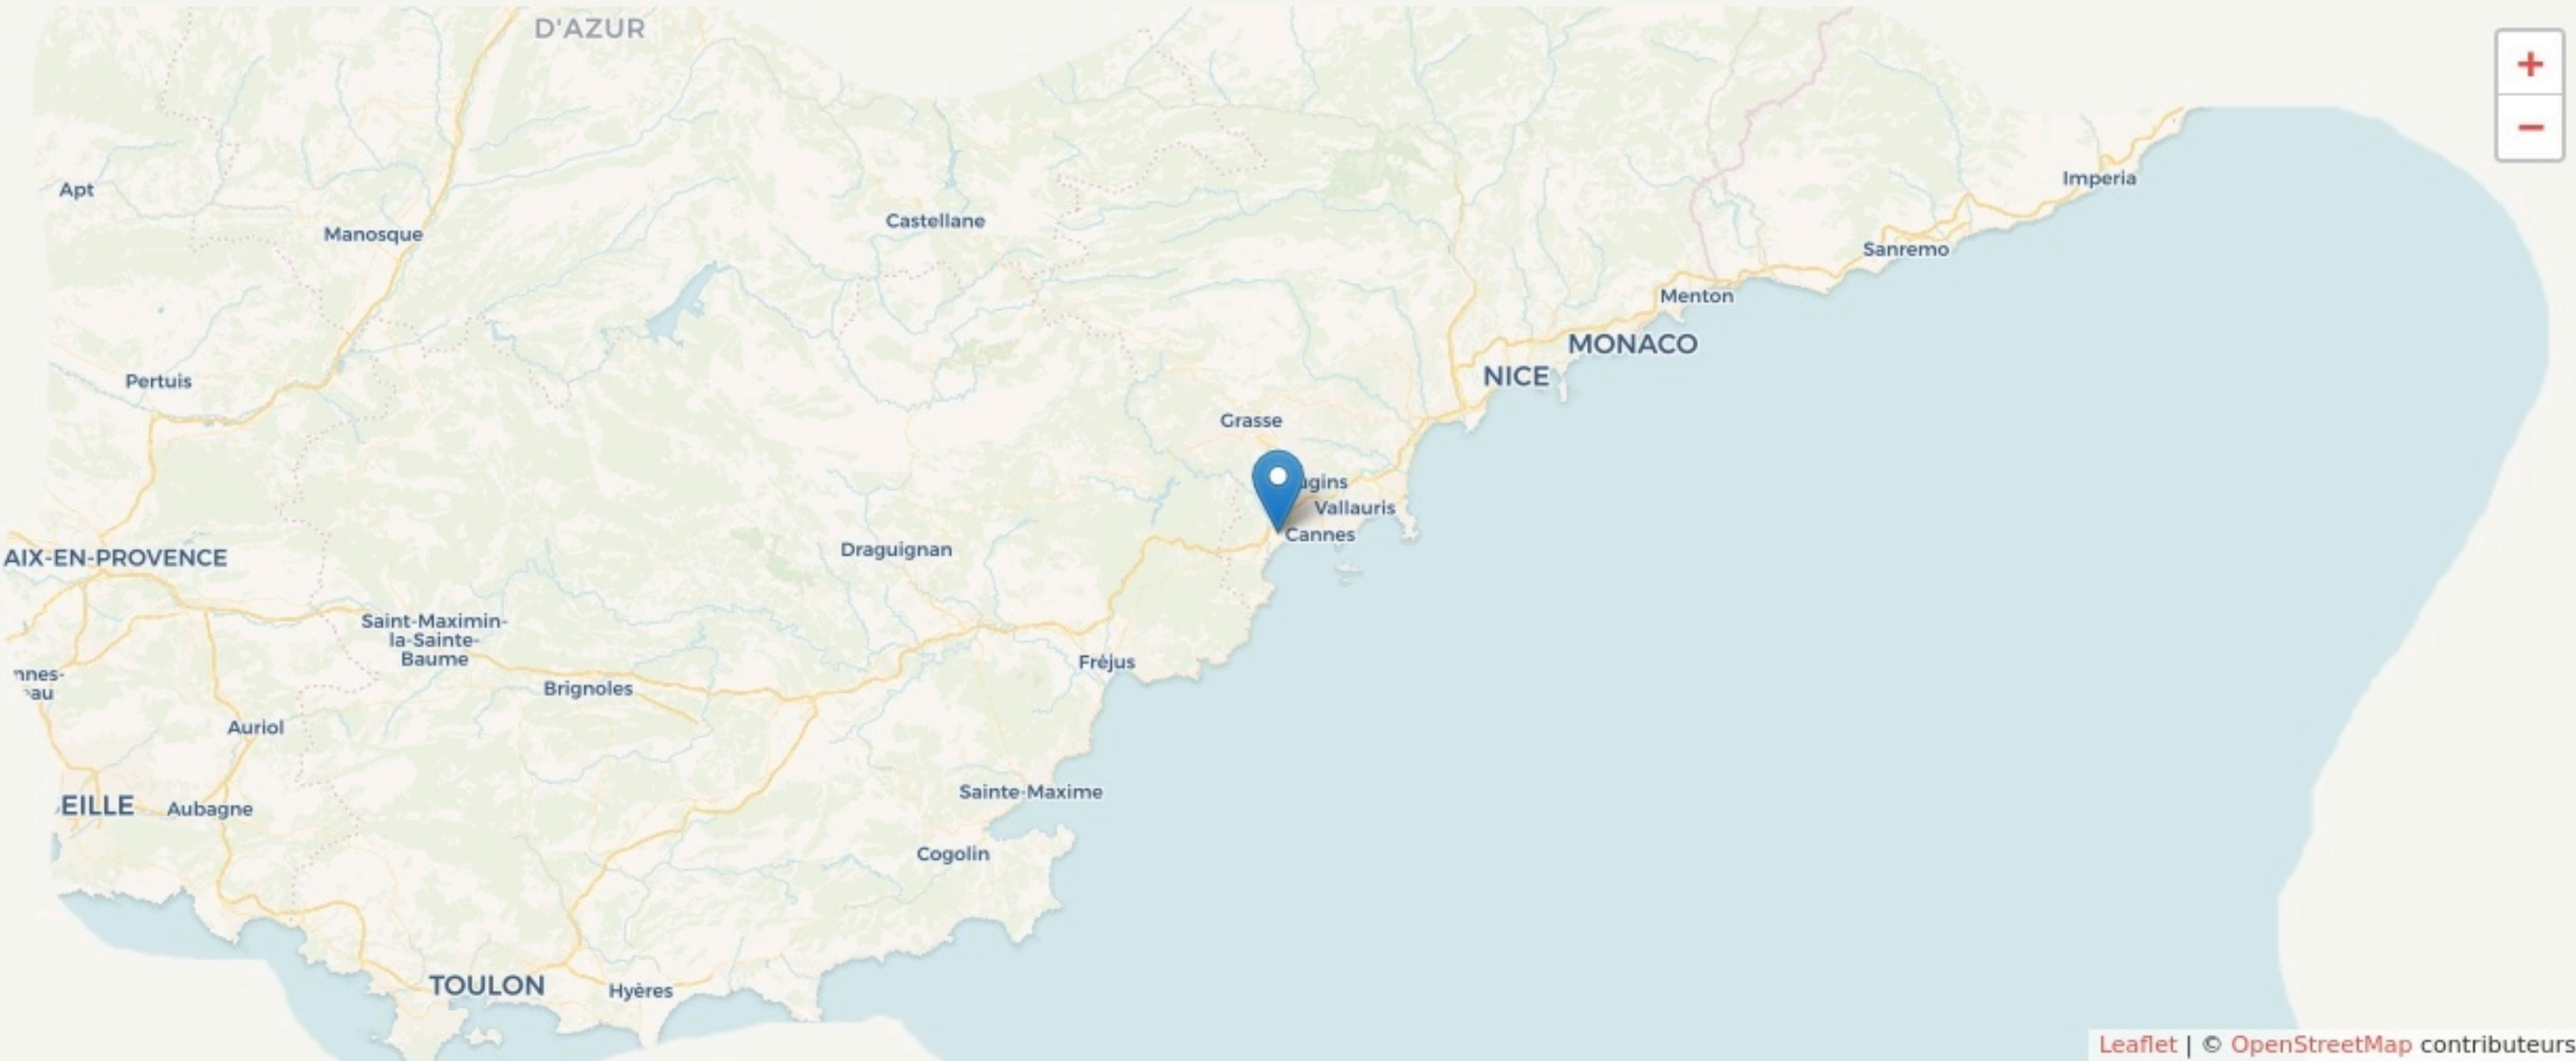 D'AZUR
+
−
Apt
Imperia
Castellane
Manosque
Sanremo
Menton
MONACO
NICE
Pertuis
Grasse
Vallauris
Cannes
Draguignan
AIX-EN-PROVENCE
Saint-Maximin-
la-Sainte-
Baume
Fréjus
Brignoles
Auriol
Sainte-Maxime
Aubagne
Cogolin
TOULON
Hyères
Leaflet | © OpenStreetMap contributeurs